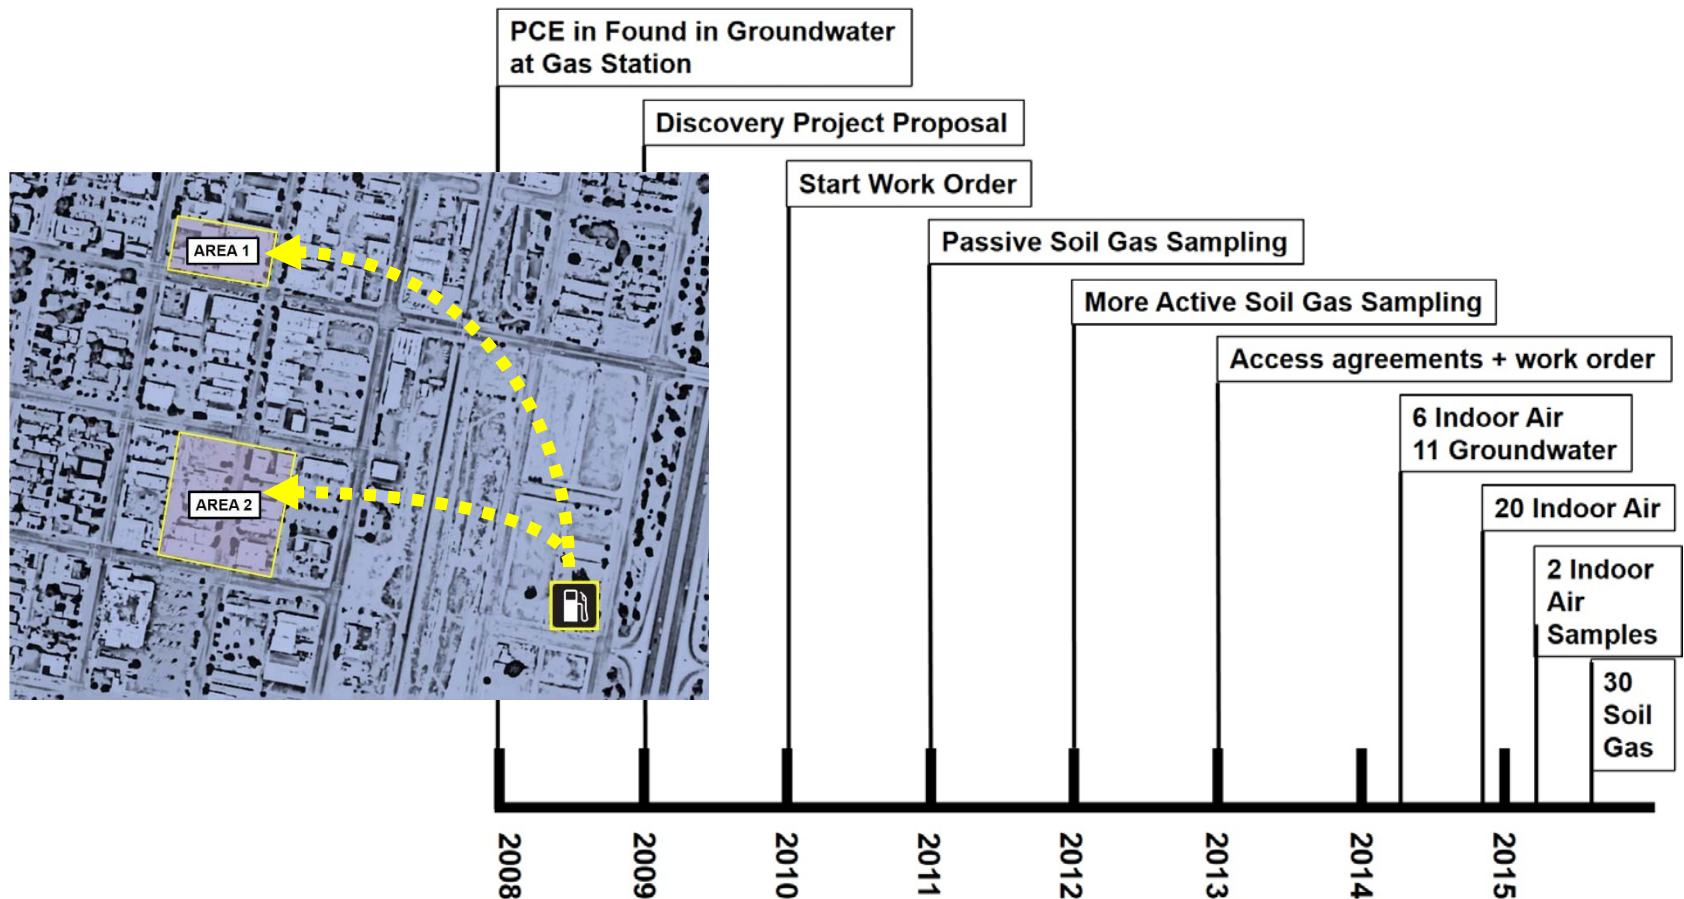 PCE in Found in Groundwater
at Gas Station
Discovery Project Proposal
Start Work Order
Passive Soil Gas Sampling
More Active Soil Gas Sampling
Access agreements + work order
6 Indoor Air
11 Groundwater
20 Indoor Air
2 Indoor
Air
Samples
30
Soil
Gas
AREA 1
AREA 2
2008
2009
2010
2011
2012
2013
2014
2015